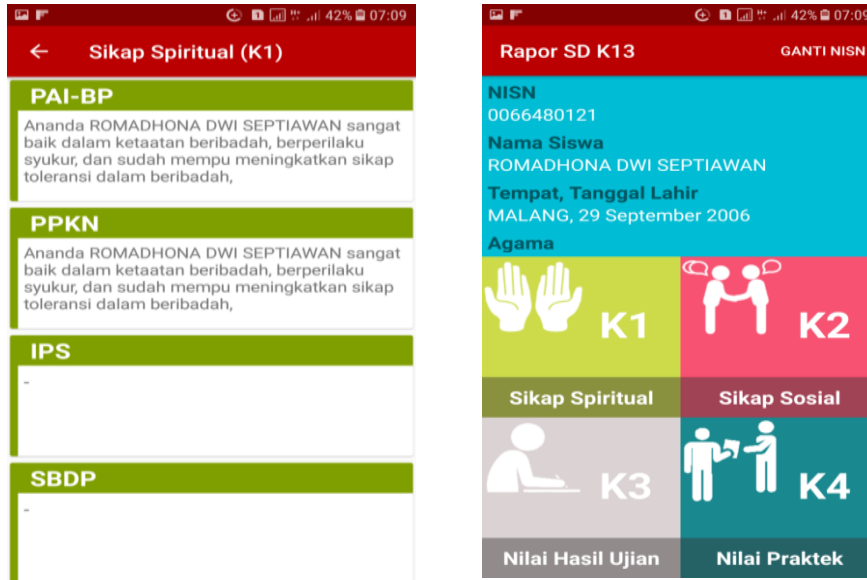 42% 07:09
Sikap Spiritual (K1)
PAI-BP
Ananda ROMADHONA DWI SEPTIAWAN sangat
baik dalam ketaatan beribadah, berperilaku
syukur, dan sudah mempu meningkatkan sikap
toleransi dalam beribadah,
PPKN
Ananda ROMADHONA DWI SEPTIAWAN sangat
baik dalam ketaatan beribadah, berperilaku
syukur, dan sudah mempu meningkatkan sikap
toleransi dalam beribadah,
IPS
-
SBDP
-
42% 07:09
Rapor SD K13
GANTI NISN
NISN
0066480121
Nama Siswa
ROMADHONA DWI SEPTIAWAN
Tempat, Tanggal Lahir
MALANG, 29 September 2006
Agama
K1
K2
Sikap Spiritual
Sikap Sosial
K3
K4
Nilai Hasil Ujian
Nilai Praktek